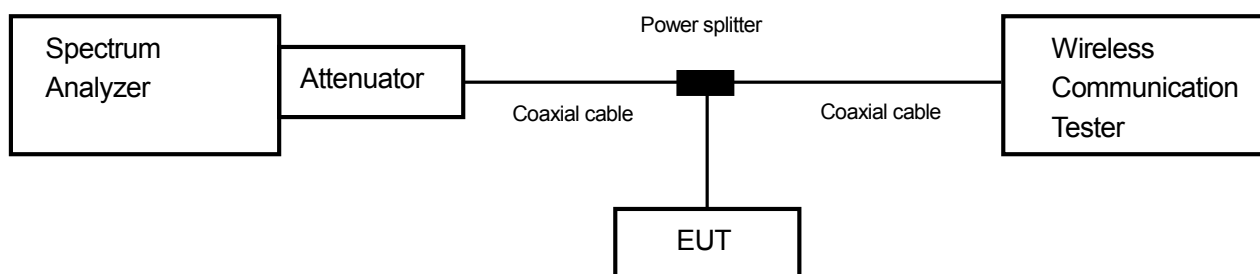 Spectrum
Analyzer
Attenuator
Power splitter
Coaxial cable
Coaxial cable
Wireless
Communication
Tester
EUT